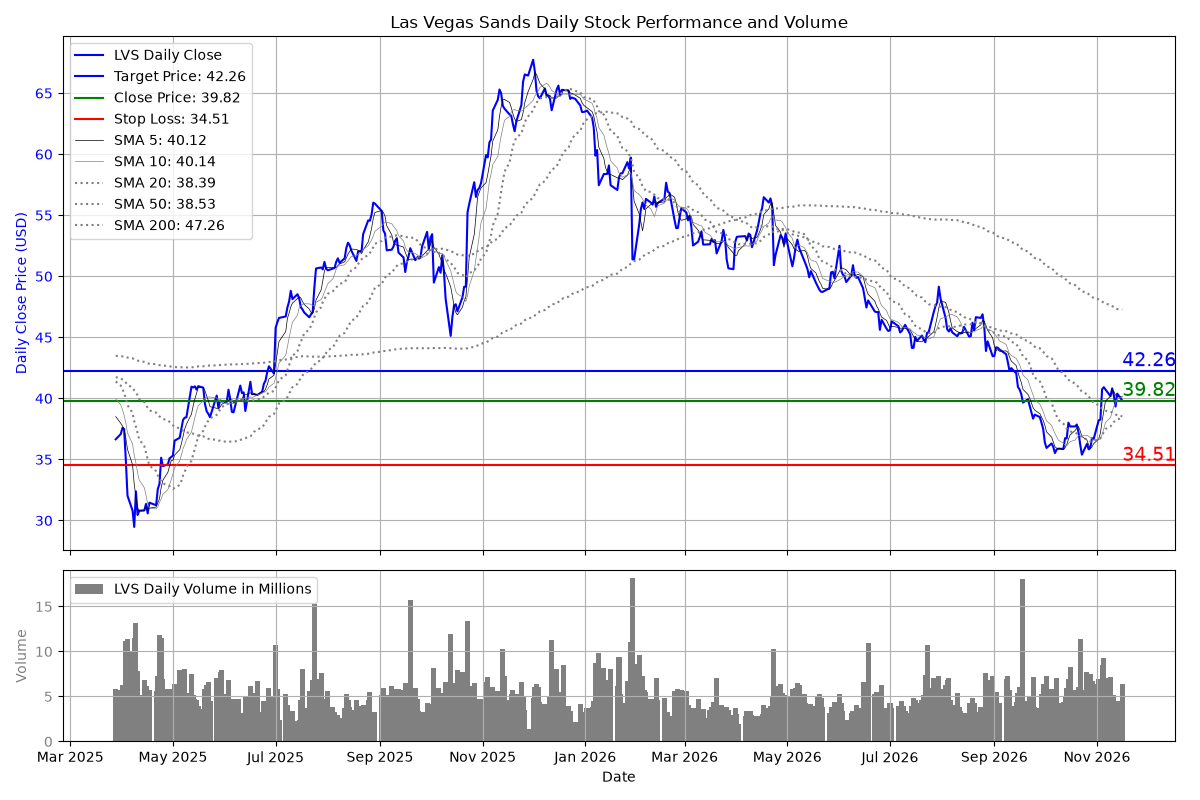 Las Vegas Sands Daily Stock Performance and Volume
LVS Daily Close
Target Price: 42.26
Close Price: 39.82
Stop Loss: 34.51
SMA 5: 40.12
SMA 10: 40.14
SMA 20: 38.39
SMA 50: 38.53
SMA 200: 47.26
Daily Close Price (USD)
65
60
55
50
45
40
35
30
42.26
39.82
34.51
LVS Daily Volume in Millions
Volume
15
10
5
0
Mar 2025 May 2025 Jul 2025 Sep 2025 Nov 2025 Jan 2026 Mar 2026 May 2026 Jul 2026 Sep 2026 Nov 2026
Date